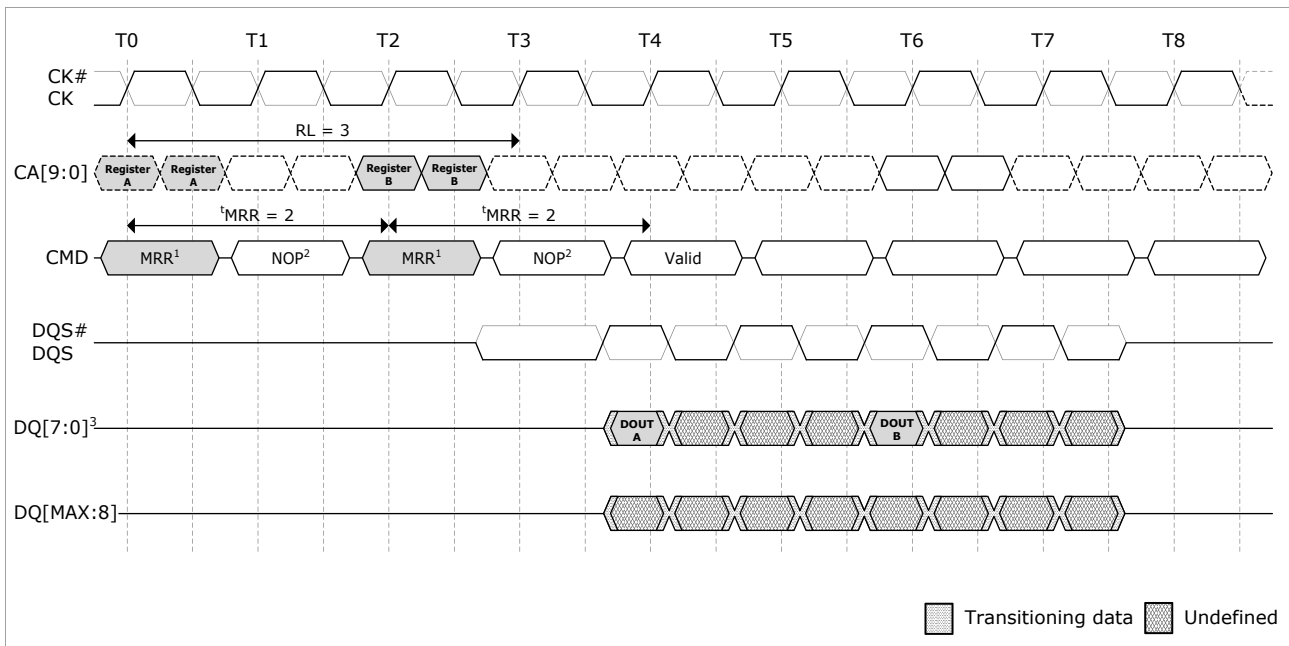 T0 T1 T2 T3 T4 T5 T6 T7 T8
CK#
CK
RL = 3
CA[9:0] Register A Register A Register B Register B
tMRR = 2 tMRR = 2
CMD MRR1 NOP2 MRR1 NOP2 Valid
DQS#
DQS
DQ[7:0]3 DOUT A DOUT B
DQ[MAX:8]
Transitioning data Undefined